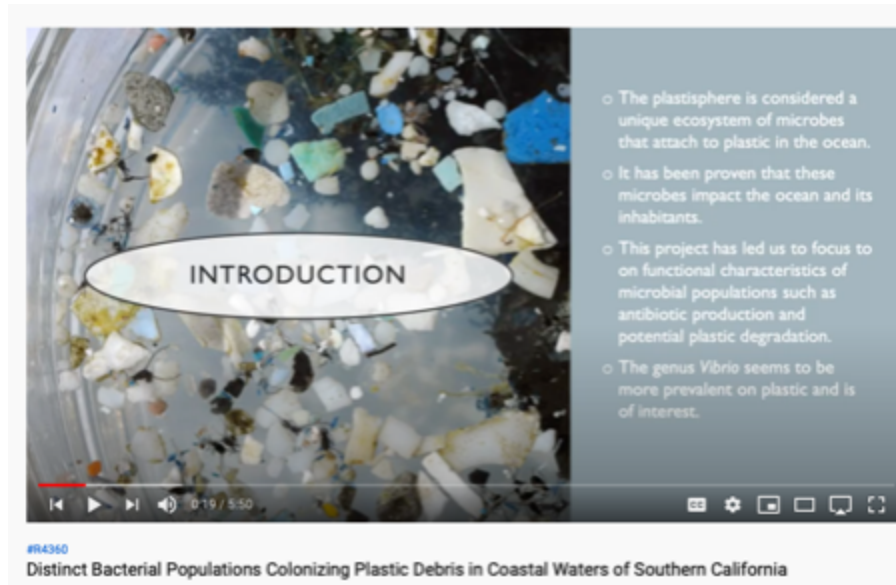 INTRODUCTION
○ The plastisphere is considered a
unique ecosystem of microbes
that attach to plastic in the ocean.
○ It has been proven that these
microbes impact the ocean and its
inhabitants.
○ This project has led us to focus to
on functional characteristics of
microbial populations such as
antibiotic production and
potential plastic degradation.
○ The genus Vibrio seems to be
more prevalent on plastic and is
of interest.
0:19 / 5:50
CC
#R4360
Distinct Bacterial Populations Colonizing Plastic Debris in Coastal Waters of Southern California